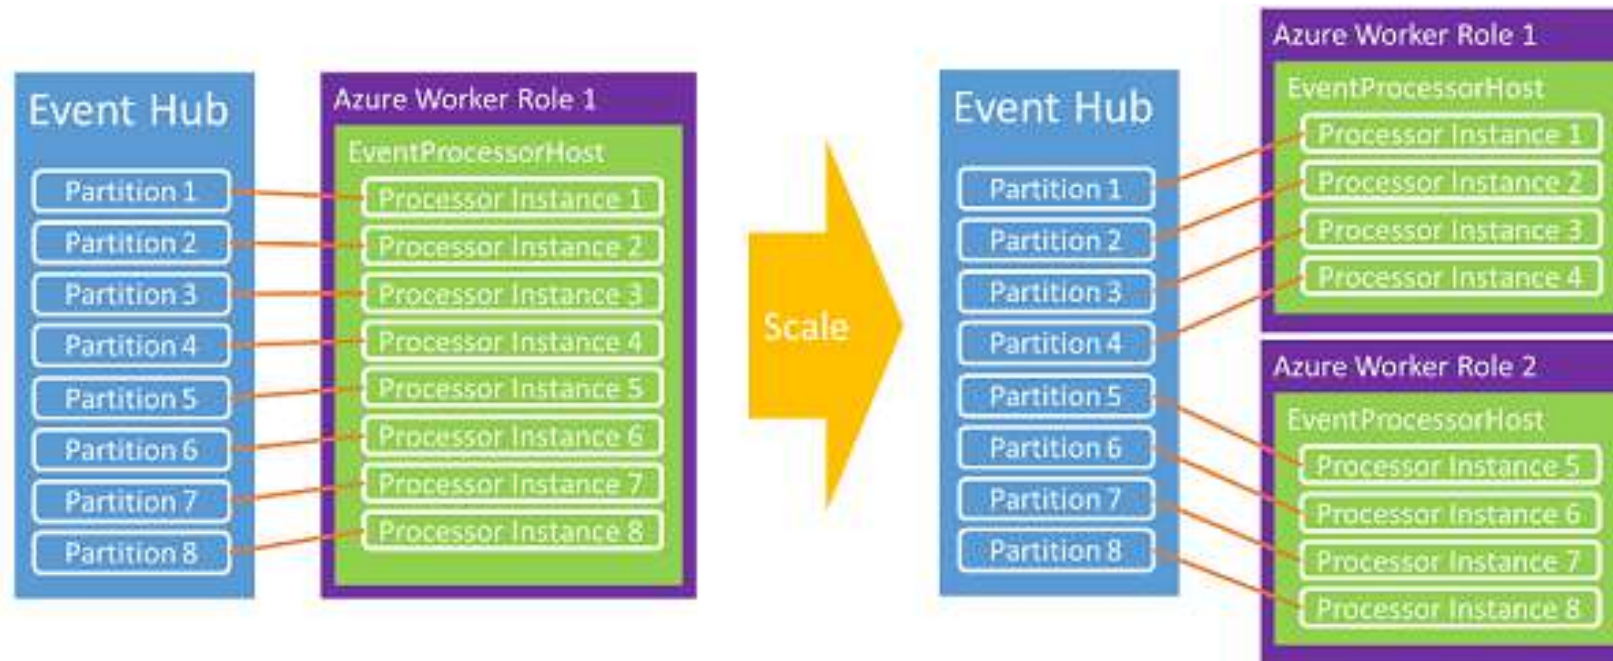 Event Hub
Partition 1
Partition 2
Partition 3
Partition 4
Partition 5
Partition 6
Partition 7
Partition 8
Azure Worker Role 1
EventProcessorHost
Processor Instance 1
Processor Instance 2
Processor Instance 3
Processor Instance 4
Processor Instance 5
Processor Instance 6
Processor Instance 7
Processor Instance 8
Scale
Event Hub
Partition 1
Partition 2
Partition 3
Partition 4
Partition 5
Partition 6
Partition 7
Partition 8
Azure Worker Role 1
EventProcessorHost
Processor Instance 1
Processor Instance 2
Processor Instance 3
Processor Instance 4
Azure Worker Role 2
EventProcessorHost
Processor Instance 5
Processor Instance 6
Processor Instance 7
Processor Instance 8